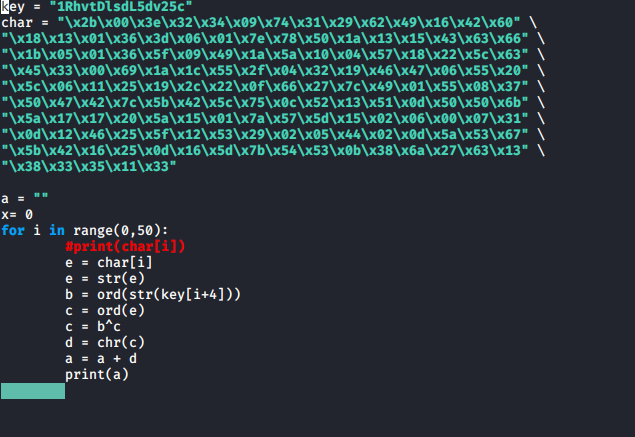 key = "1RhvtDlsdL5dv25c"
char = "\x2b\x00\x3e\x32\x34\x09\x74\x31\x29\x62\x49\x16\x42\x60" \
"\x18\x13\x01\x36\x3d\x06\x01\x7e\x78\x50\x1a\x13\x15\x43\x63\x66" \
"\x1b\x05\x01\x36\x5f\x09\x49\x1a\x5a\x10\x04\x57\x18\x22\x5c\x63" \
"\x45\x33\x00\x69\x1a\x1c\x55\x2f\x04\x32\x19\x46\x47\x06\x55\x20" \
"\x5c\x06\x11\x25\x19\x2c\x22\x0f\x66\x27\x7c\x49\x01\x55\x08\x37" \
"\x50\x47\x42\x7c\x5b\x42\x5c\x75\x0c\x52\x13\x51\x0d\x50\x50\x6b" \
"\x5a\x17\x17\x20\x5a\x15\x01\x7a\x57\x5d\x15\x02\x06\x00\x07\x31" \
"\x0d\x12\x46\x25\x5f\x12\x53\x29\x02\x05\x44\x02\x0d\x5a\x53\x67" \
"\x5b\x42\x16\x25\x0d\x16\x5d\x7b\x54\x53\x0b\x38\x6a\x27\x63\x13" \
"\x38\x33\x35\x11\x33"
a = ""
x= 0
for i in range(0,50):
#print(char[i])
e = char[i]
e = str(e)
b = ord(str(key[i+4]))
c = ord(e)
c = b^c
d = chr(c)
a = a + d
print(a)